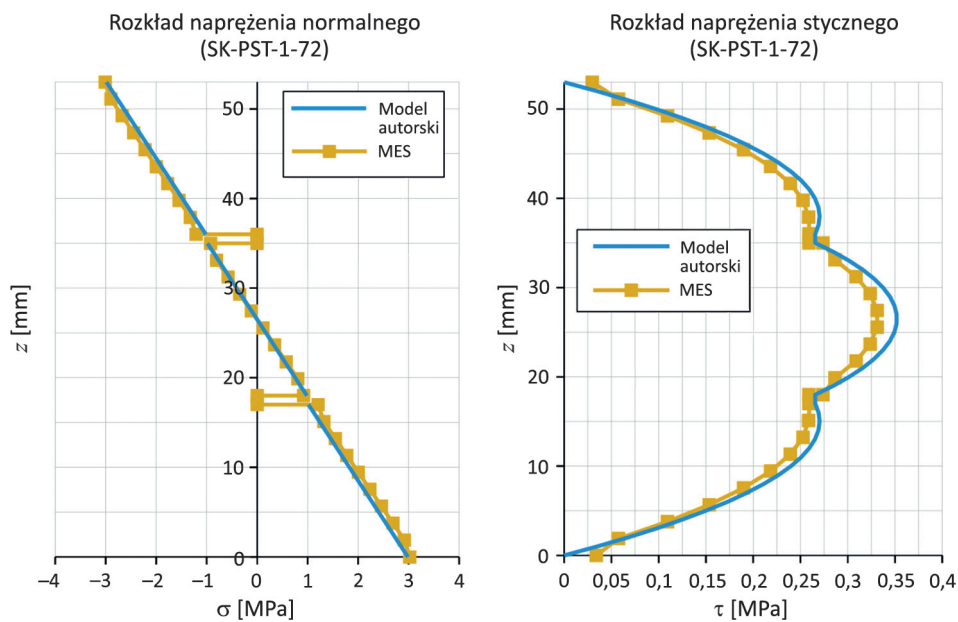 Rozkład naprężenia normalnego
(SK-PST-1-72)
50
40
30
20
10
0
z [mm]
Model
autorski
MES
–4
–3
–2
–1
0
1
2
3
4
σ [MPa]
Rozkład naprężenia stycznego
(SK-PST-1-72)
50
40
30
20
10
0
z [mm]
Model
autorski
MES
0
0,05
0,1
0,15
0,2
0,25
0,3
0,35
0,4
τ [MPa]